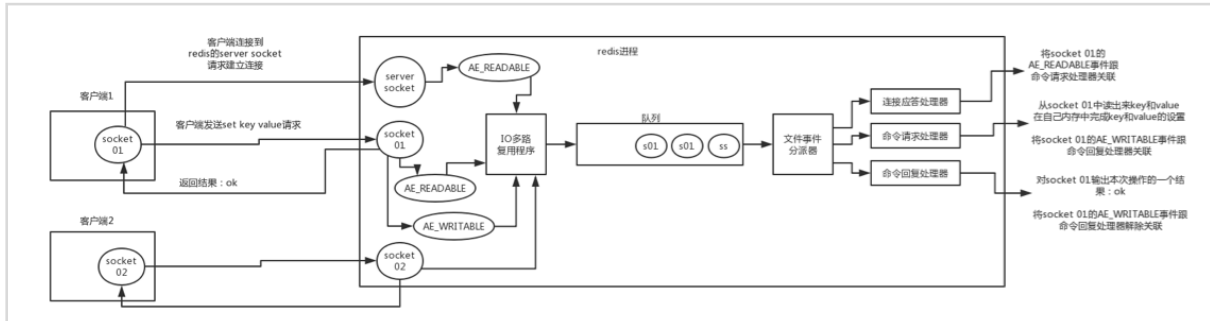 客户端连接到
redis的server socket
请求建立连接
redis进程
server
socket
AE_READABLE
将socket 01的
AE_READABLE事件跟
命令请求处理器关联
客户端1
socket
01
客户端发送set key value请求
socket
01
返回结果：ok
AE_READABLE
AE_WRITABLE
IO多路
复用程序
队列
s01
s01
ss
文件事件
分派器
连接应答处理器
命令请求处理器
命令回复处理器
从socket 01中读出来key和value
在自己内存中完成key和value的设置
将socket 01的AE_WRITABLE事件跟
命令回复处理器关联
对socket 01输出本次操作的一个结
果：ok
将socket 01的AE_WRITABLE事件跟
命令回复处理器解除关联
客户端2
socket
02
socket
02